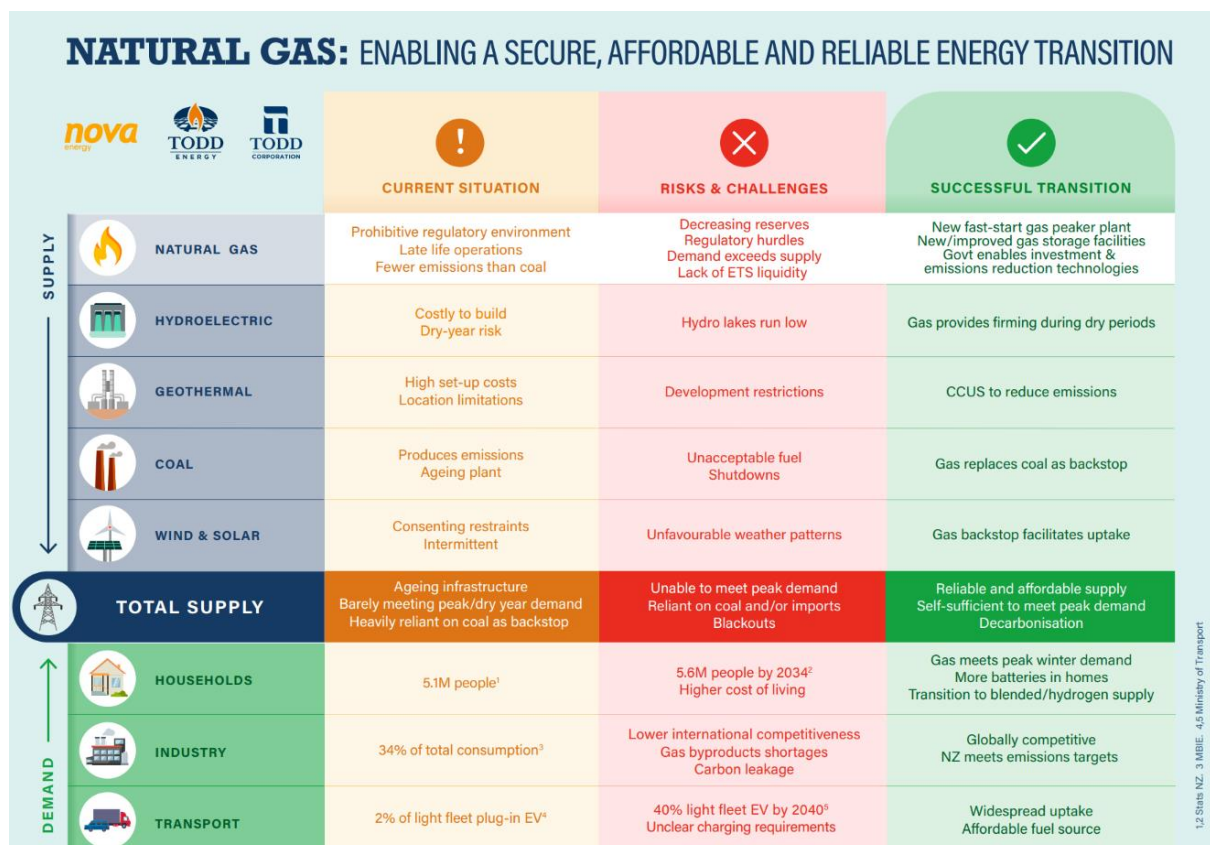 NATURAL GAS: ENABLING A SECURE, AFFORDABLE AND RELIABLE ENERGY TRANSITION
nova
energy
TODD
ENERGY
TODD
CORPORATION
CURRENT SITUATION
RISKS & CHALLENGES
SUCCESSFUL TRANSITION
SUPPLY
NATURAL GAS
Prohibitive regulatory environment
Late life operations
Fewer emissions than coal
Decreasing reserves
Regulatory hurdles
Demand exceeds supply
Lack of ETS liquidity
New fast-start gas peaker plant
New/improved gas storage facilities
Govt enables investment &
emissions reduction technologies
HYDROELECTRIC
Costly to build
Dry-year risk
Hydro lakes run low
Gas provides firming during dry periods
GEOTHERMAL
High set-up costs
Location limitations
Development restrictions
CCUS to reduce emissions
COAL
Produces emissions
Ageing plant
Unacceptable fuel
Shutdowns
Gas replaces coal as backstop
WIND & SOLAR
Consenting restraints
Intermittent
Unfavourable weather patterns
Gas backstop facilitates uptake
TOTAL SUPPLY
Ageing infrastructure
Barely meeting peak/dry year demand
Heavily reliant on coal as backstop
Unable to meet peak demand
Reliant on coal and/or imports
Blackouts
Reliable and affordable supply
Self-sufficient to meet peak demand
Decarbonisation
DEMAND
HOUSEHOLDS
5.1M people¹
5.6M people by 2034²
Higher cost of living
Gas meets peak winter demand
More batteries in homes
Transition to blended/hydrogen supply
INDUSTRY
34% of total consumption³
Lower international competitiveness
Gas byproducts shortages
Carbon leakage
Globally competitive
NZ meets emissions targets
TRANSPORT
2% of light fleet plug-in EV⁴
40% light fleet EV by 2040⁵
Unclear charging requirements
Widespread uptake
Affordable fuel source
1,2 Stats NZ. 3 MBIE. 4,5 Ministry of Transport